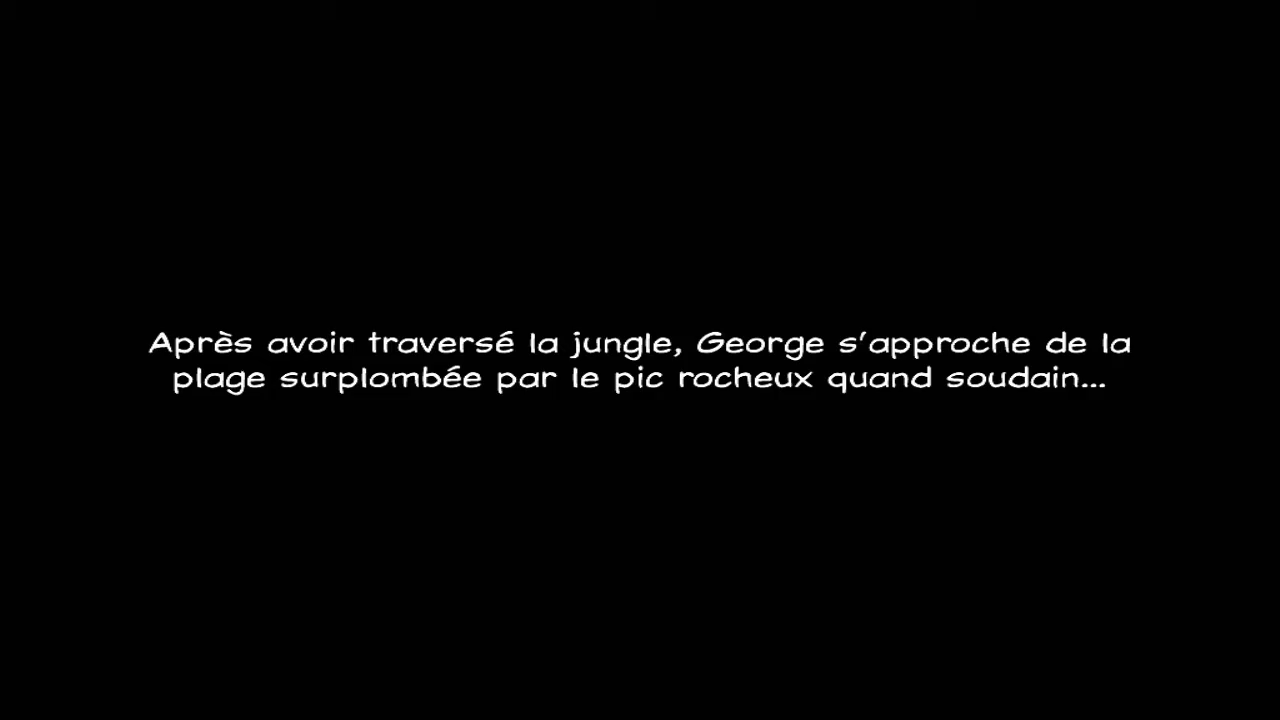 Après avoir traversé la jungle, George s'approche de la
plage surplombée par le pic rocheux quand soudain...